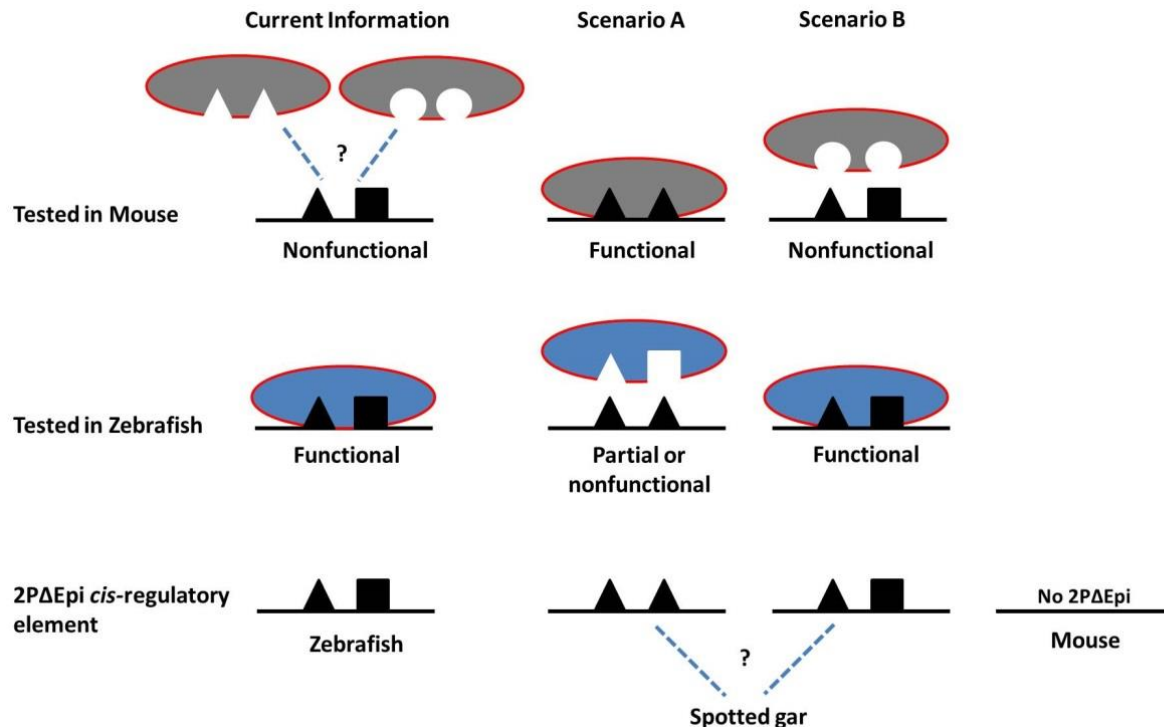 Current Information
Scenario A
Scenario B
?
Tested in Mouse
Nonfunctional
Functional
Nonfunctional
Tested in Zebrafish
Functional
Partial or
nonfunctional
Functional
2PΔEpi cis-regulatory
element
Zebrafish
No 2PΔEpi
Mouse
?
Spotted gar